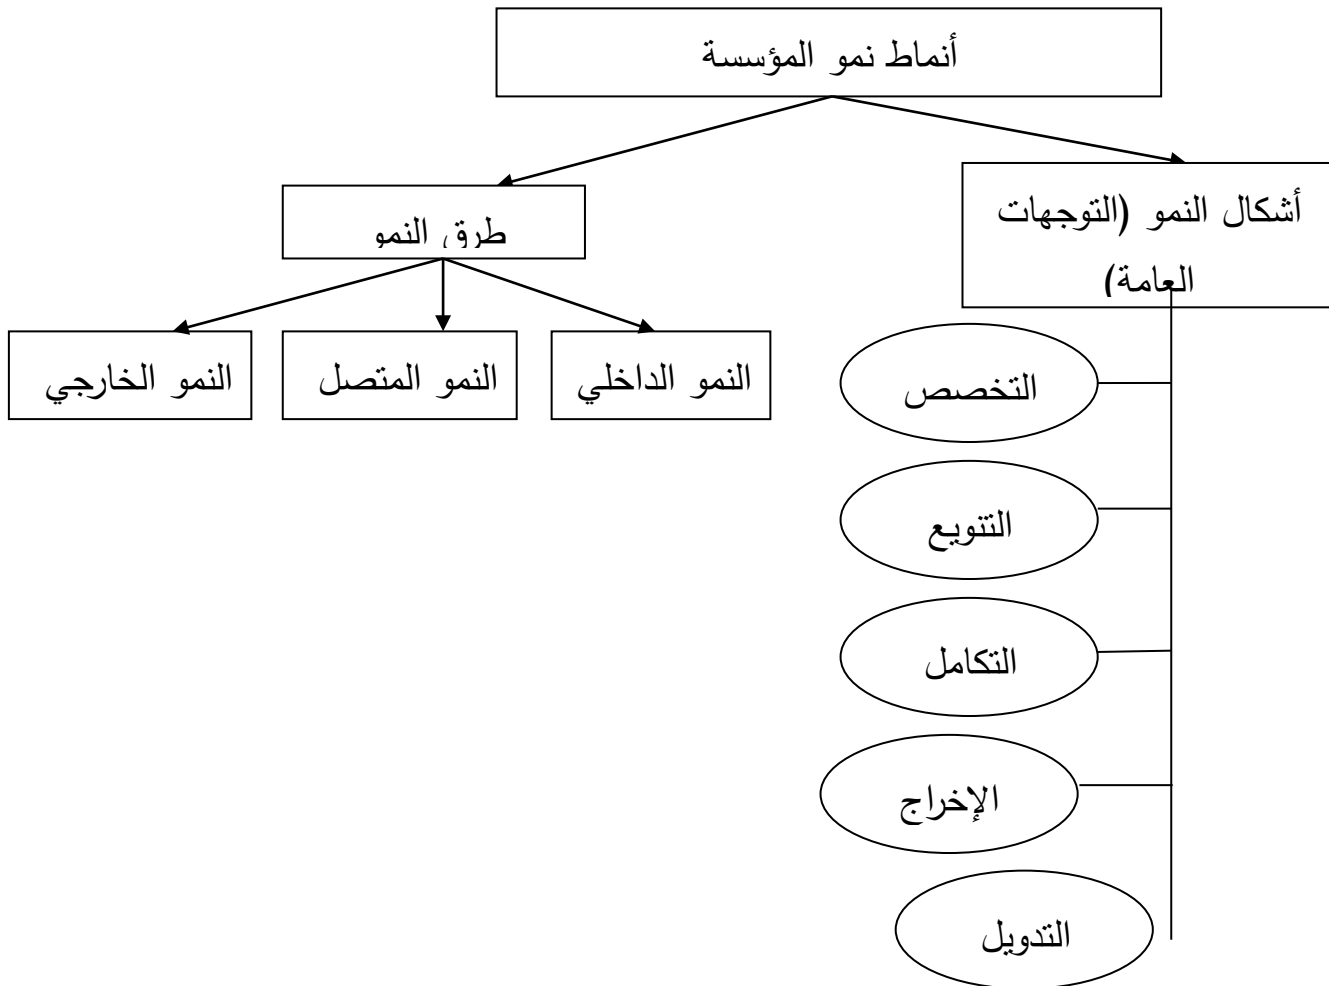 أنماط نمو المؤسسة
أشكال النمو (التوجهات
العامة)
طرق النمو
النمو الداخلي
النمو المتصل
النمو الخارجي
التخصص
التنويع
التكامل
الإخراج
التدويل